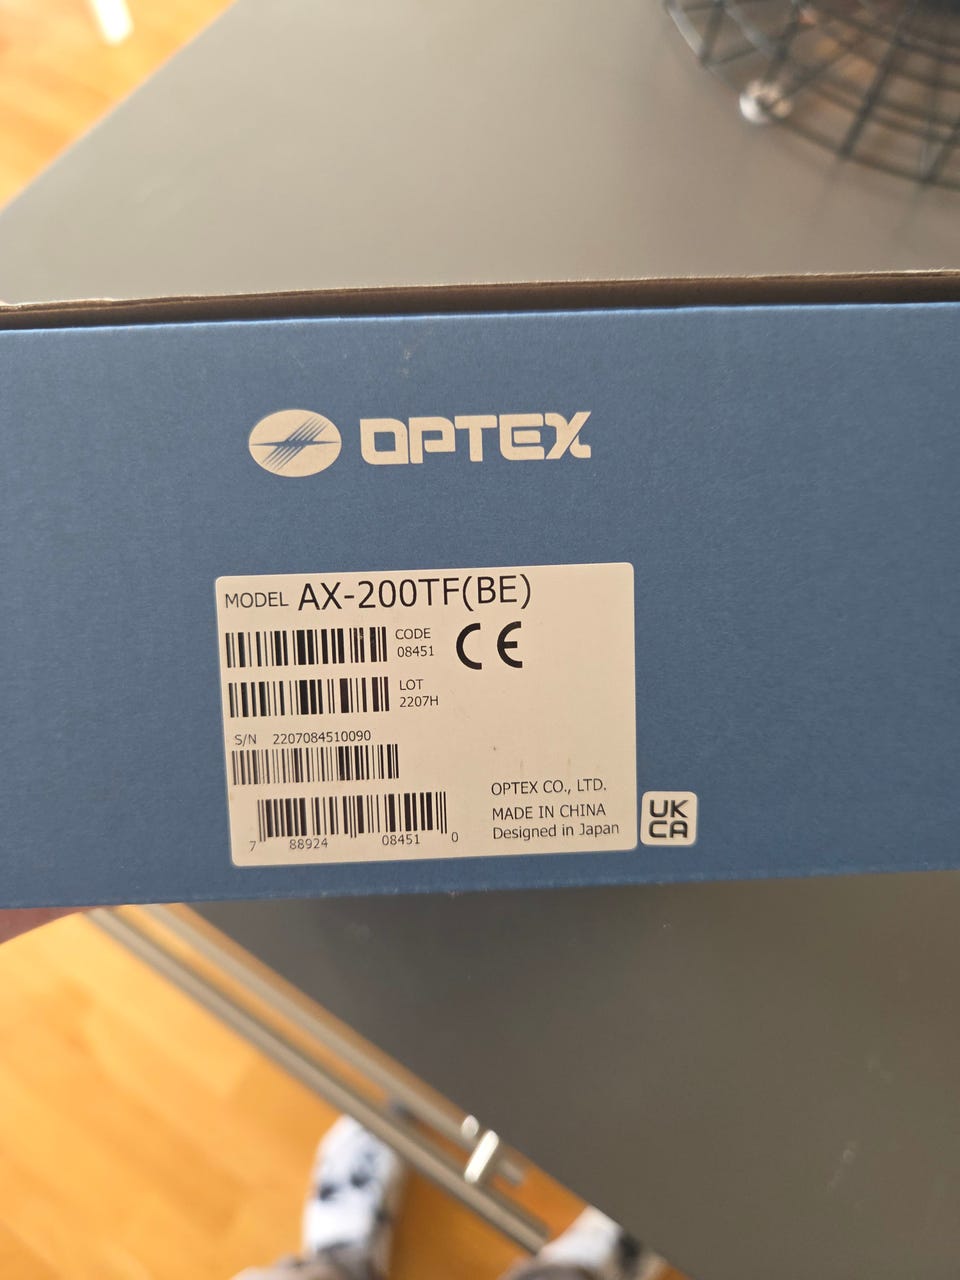 OPTEX
MODEL AX-200TF(BE)
CODE
08451
CE
LOT
2207H
S/N 2207084510090
7 88924 08451 0
OPTEX CO., LTD.
MADE IN CHINA
Designed in Japan
UK
CA